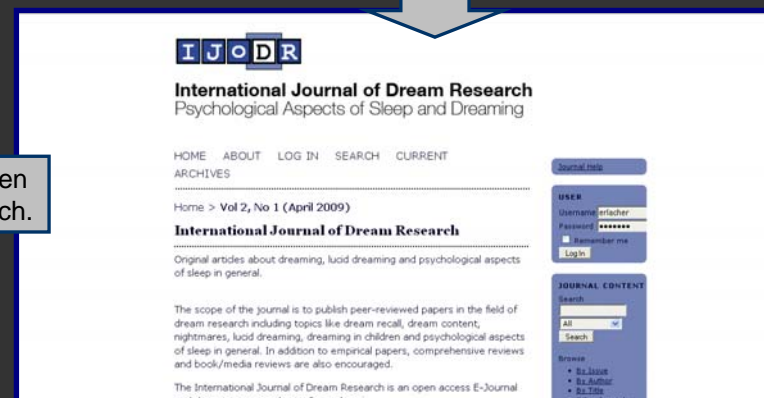 IJODR
International Journal of Dream Research
Psychological Aspects of Sleep and Dreaming
HOME ABOUT LOG IN SEARCH CURRENT
ARCHIVES
Home > Vol 2, No 1 (April 2009)
International Journal of Dream Research
Original articles about dreaming, lucid dreaming and psychological aspects
of sleep in general.
The scope of the journal is to publish peer-reviewed papers in the field of
dream research including topics like dream recall, dream content,
nightmares, lucid dreaming, dreaming in children and psychological aspects
of sleep in general. In addition to empirical papers, comprehensive reviews
and book/media reviews are also encouraged.
The International Journal of Dream Research is an open access E-Journal
en
ch.
Journal Help
USER
Username erlacher
Password •••••••
Remember me
Log In
JOURNAL CONTENT
Search
All
Search
Browse
By Issue
By Author
By Title